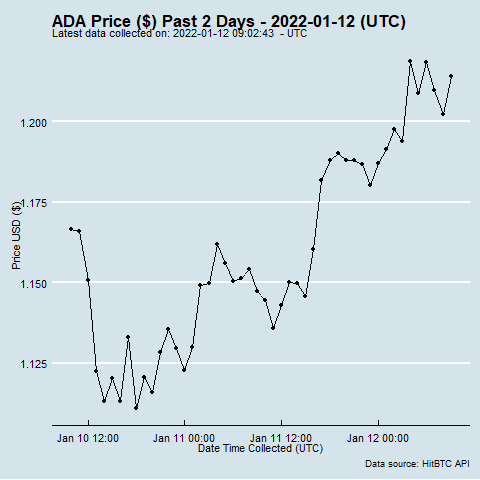 ADA Price ($) Past 2 Days - 2022-01-12 (UTC)
Latest data collected on: 2022-01-12 09:02:43 - UTC
1.200
1.175
1.150
1.125
Price USD ($)
Jan 10 12:00 Jan 11 00:00 Jan 11 12:00 Jan 12 00:00
Date Time Collected (UTC)
Data source: HitBTC API